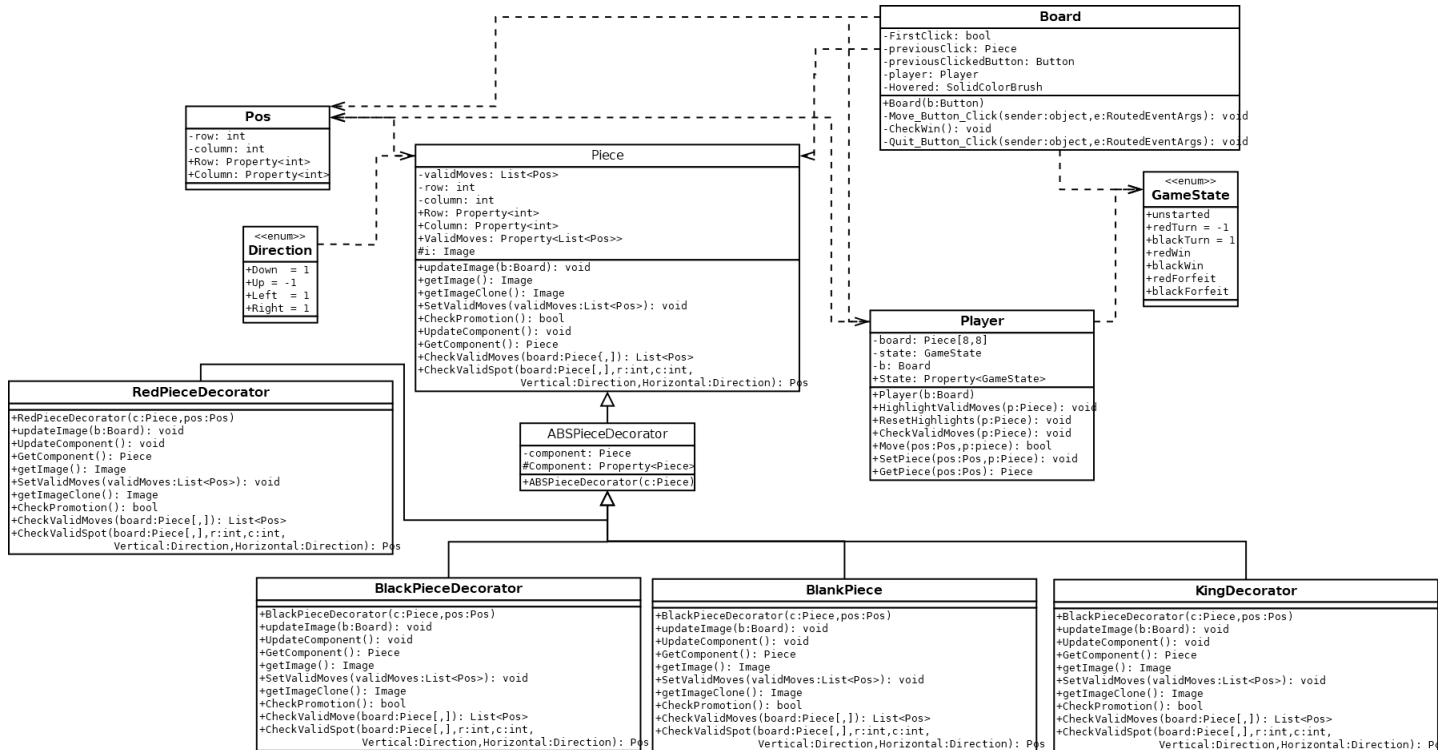 Board
-FirstClick: bool
-previousClick: Piece
-previousClickedButton: Button
-player: Player
-Hovered: SolidColorBrush
+Board(b:Button)
-Move_Button_Click(sender:object,e:RoutedEventArgs): void
-CheckWin(): void
-Quit_Button_Click(sender:object,e:RoutedEventArgs): void
Pos
-row: int
-column: int
+Row: Property<int>
+Column: Property<int>
Piece
-validMoves: List<Pos>
-row: int
-column: int
+Row: Property<int>
+Column: Property<int>
+ValidMoves: Property<List<Pos>>
#i: Image
+updateImage(b:Board): void
+getImage(): Image
+getImageClone(): Image
+SetValidMoves(validMoves:List<Pos>): void
+CheckPromotion(): bool
+UpdateComponent(): void
+GetComponent(): Piece
+CheckValidMoves(board:Piece{,]): List<Pos>
+CheckValidSpot(board:Piece[,],r:int,c:int,
Vertical:Direction,Horizontal:Direction): Pos
<<enum>>
GameState
+unstarted
+redTurn = -1
+blackTurn = 1
+redWin
+blackWin
+redForfeit
+blackForfeit
<<enum>>
Direction
+Down = 1
+Up = -1
+Left = 1
+Right = 1
Player
-board: Piece[8,8]
-state: GameState
-b: Board
+State: Property<GameState>
+Player(b:Board)
+HighlightValidMoves(p:Piece): void
+ResetHighlights(p:Piece): void
+CheckValidMoves(p:Piece): void
+Move(pos:Pos,p:piece): bool
+SetPiece(pos:Pos,p:Piece): void
+GetPiece(pos:Pos): Piece
RedPieceDecorator
+RedPieceDecorator(c:Piece,pos:Pos)
+updateImage(b:Board): void
+UpdateComponent(): void
+GetComponent(): Piece
+getImage(): Image
+SetValidMoves(validMoves:List<Pos>): void
+getImageClone(): Image
+CheckPromotion(): bool
+CheckValidMoves(board:Piece[,]): List<Pos>
+CheckValidSpot(board:Piece[,],r:int,c:int,
Vertical:Direction,Horizontal:Direction): Pos
ABSPieceDecorator
-component: Piece
#Component: Property<Piece>
+ABSPieceDecorator(c:Piece)
BlackPieceDecorator
+BlackPieceDecorator(c:Piece,pos:Pos)
+updateImage(b:Board): void
+UpdateComponent(): void
+GetComponent(): Piece
+getImage(): Image
+SetValidMoves(validMoves:List<Pos>): void
+getImageClone(): Image
+CheckPromotion(): bool
+CheckValidMove(board:Piece[,]): List<Pos>
+CheckValidSpot(board:Piece[,],r:int,c:int,
Vertical:Direction,Horizontal:Direction): Pos
BlankPiece
+BlackPieceDecorator(c:Piece,pos:Pos)
+updateImage(b:Board): void
+UpdateComponent(): void
+GetComponent(): Piece
+getImage(): Image
+SetValidMoves(validMoves:List<Pos>): void
+getImageClone(): Image
+CheckPromotion(): bool
+CheckValidMoves(board:Piece[,]): List<Pos>
+CheckValidSpot(board:Piece[,],r:int,c:int,
Vertical:Direction,Horizontal:Direction): Pos
KingDecorator
+BlackPieceDecorator(c:Piece,pos:Pos)
+updateImage(b:Board): void
+UpdateComponent(): void
+GetComponent(): Piece
+getImage(): Image
+SetValidMoves(validMoves:List<Pos>): void
+getImageClone(): Image
+CheckPromotion(): bool
+CheckValidMoves(board:Piece[,]): List<Pos>
+CheckValidSpot(board:Piece[,],r:int,c:int,
Vertical:Direction,Horizontal:Direction):